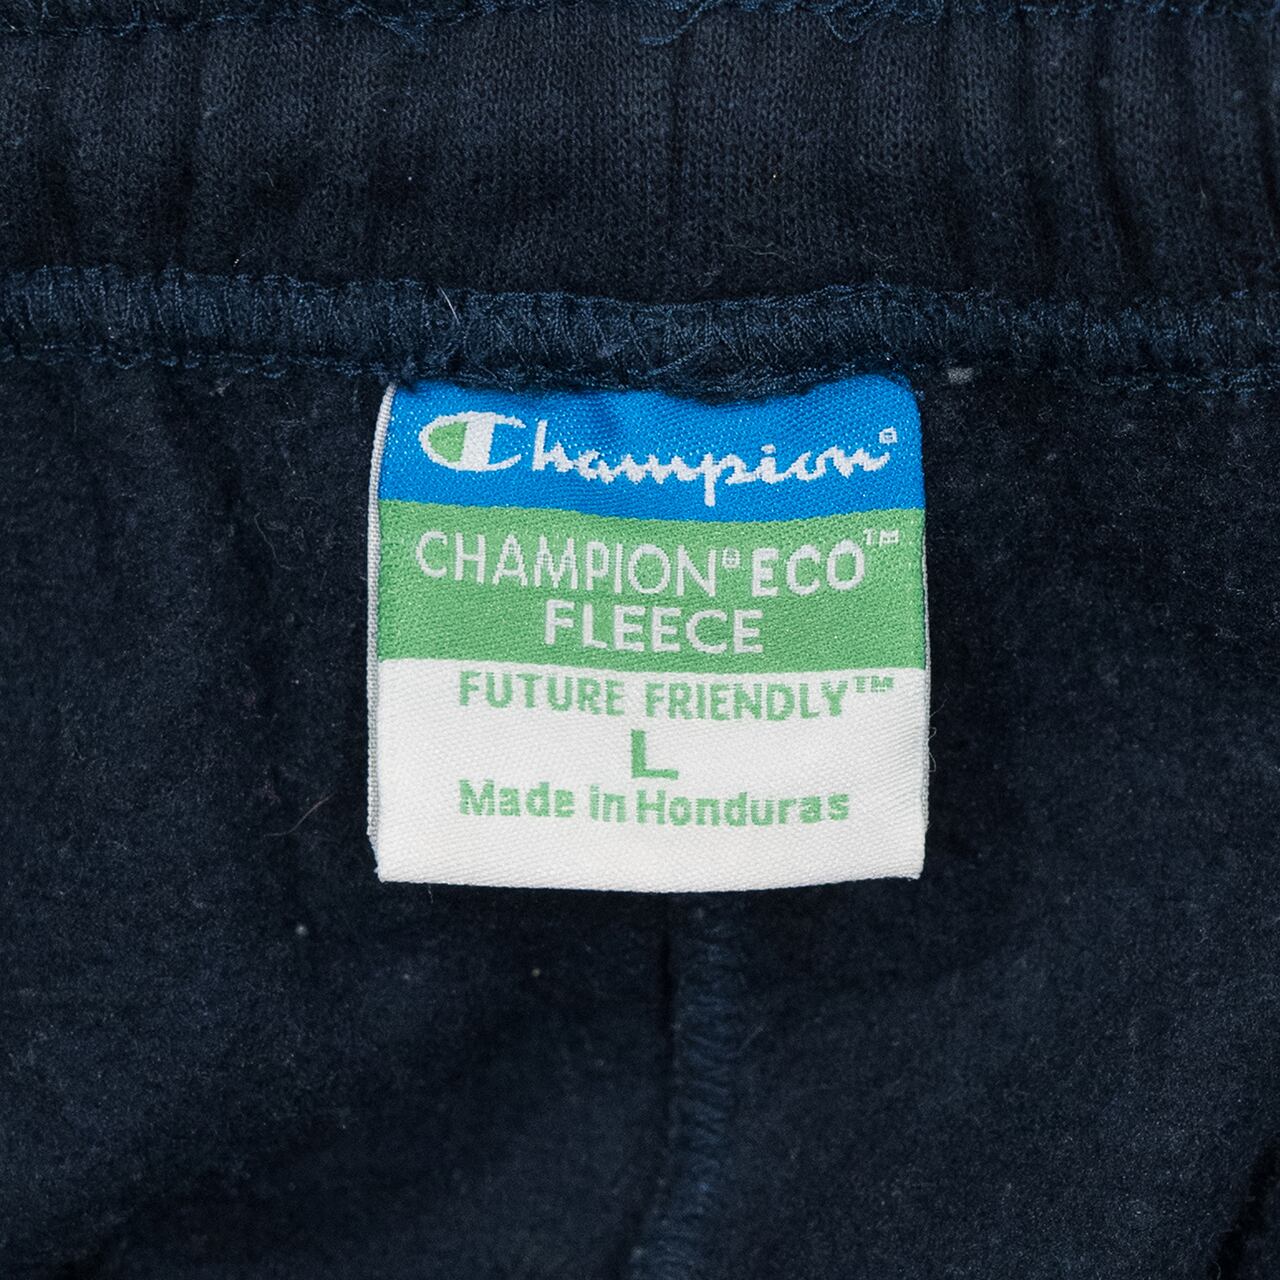 Champion®
CHAMPION® ECO™
FLEECE
FUTURE FRIENDLY™
L
Made in Honduras